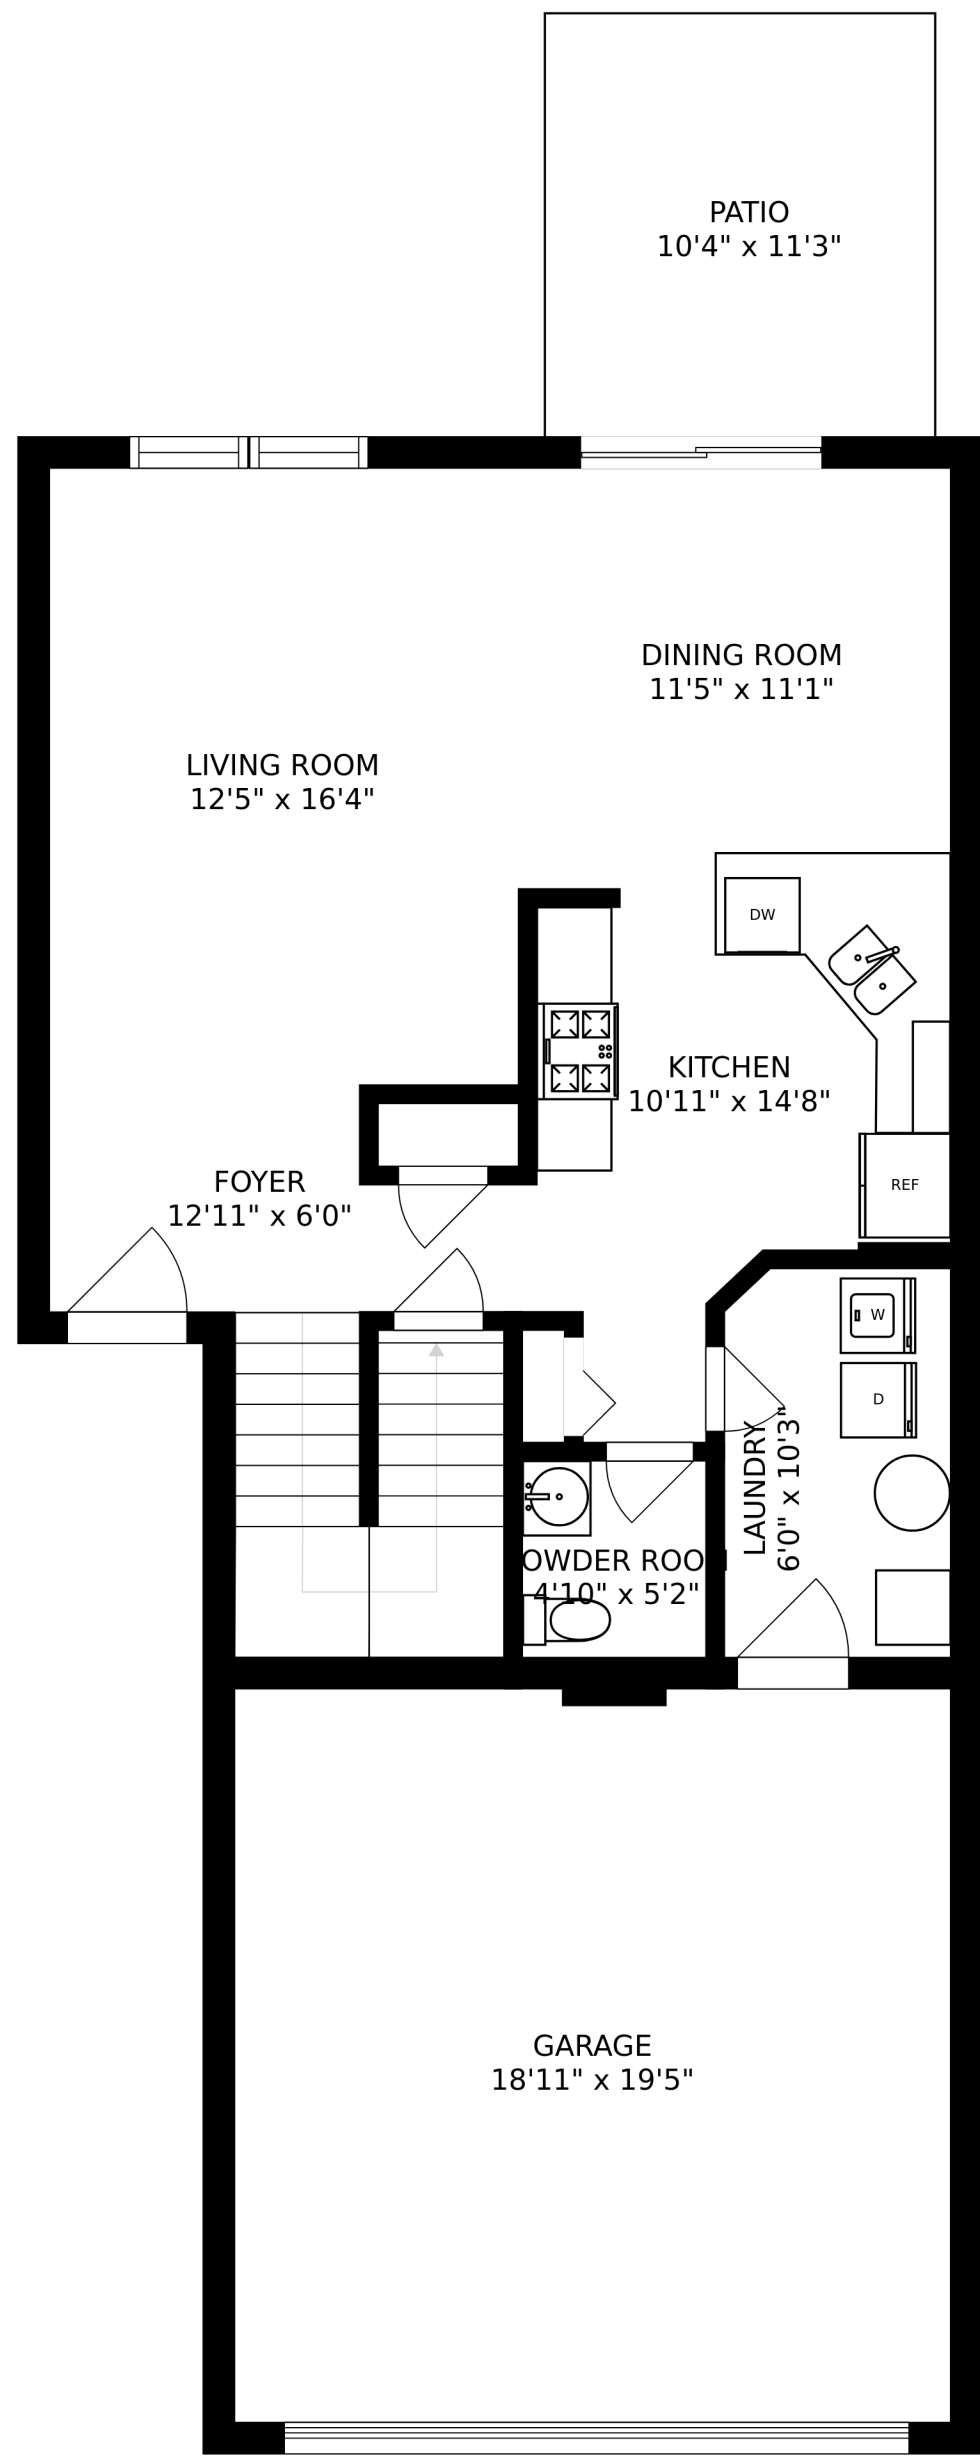 PATIO
10'4" x 11'3"
DINING ROOM
11'5" x 11'1"
LIVING ROOM
12'5" x 16'4"
DW
KITCHEN
10'11" x 14'8"
FOYER
12'11" x 6'0"
REF
W
D
LAUNDRY
6'0" x 10'3"
OWDER ROO
4'10" x 5'2"
GARAGE
18'11" x 19'5"